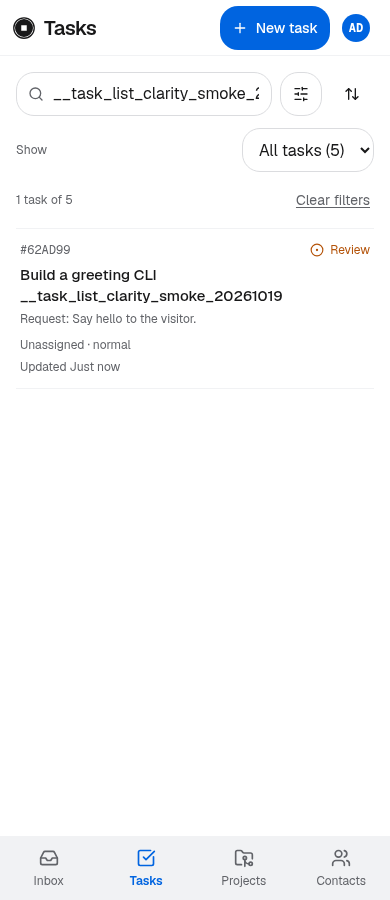 Tasks
New task
AD
__task_list_clarity_smoke_2
Show
All tasks (5)
1 task of 5
Clear filters
#62AD99
Review
Build a greeting CLI
__task_list_clarity_smoke_20261019
Request: Say hello to the visitor.
Unassigned · normal
Updated Just now
Inbox
Tasks
Projects
Contacts